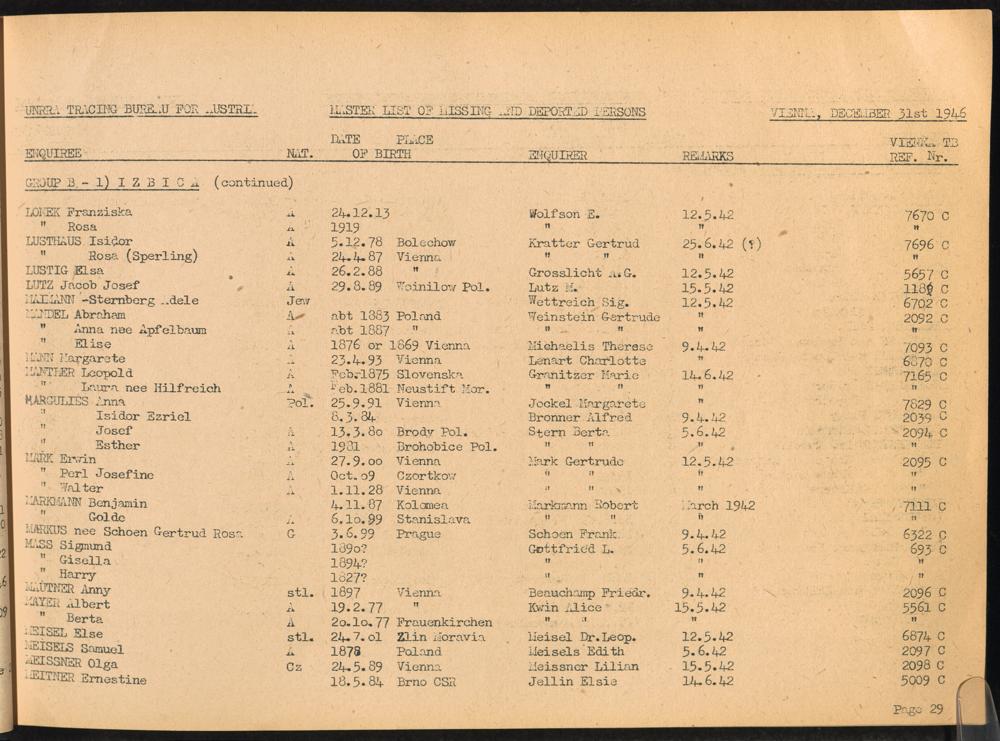 UNRRA TRACING BUREAU FOR AUSTRIA MASTER LIST OF MISSING AND DEPORTED PERSONS VIENNA, DECEMBER 31st 1946
DATE PLACE VIENNA TB
ENQUIREE NAT. OF BIRTH ENQUIRER REMARKS REF. Nr.
GROUP B - 1) I Z B I C A (continued)
LONEK Franziska A 24.12.13 Wolfson E. 12.5.42 7670 C
" Rosa A 1919 " " "
LUSTHAUS Isidor A 5.12.78 Bolechow Kratter Gertrud 25.6.42 (?) 7696 C
" Rosa (Sperling) A 24.4.87 Vienna " " "
LUSTIG Elsa A 26.2.88 " Grosslicht A.G. 12.5.42 5657 C
LUTZ Jacob Josef A 29.8.89 Woinilow Pol. Lutz M. 15.5.42 118 C
MAIMANN -Sternberg Adele Jew Wettreich Sig. 12.5.42 6702 C
MANDEL Abraham A abt 1883 Poland Weinstein Gertrude " 2092 C
" Anna nee Apfelbaum A abt 1887 " " " " "
" Elise A 1876 or 1869 Vienna Michaelis Therese 9.4.42 7093 C
MANN Margarete A 23.4.93 Vienna Lenart Charlotte " 6870 C
MANTHER Leopold A Feb.1875 Slovenska Granitzer Marie 14.6.42 7165 C
" Laura nee Hilfreich A Feb.1881 Neustift Mor. " " " "
MARGULIES Anna Pol. 25.9.91 Vienna Jockel Margarete " 7829 C
" Isidor Ezriel 8.3.84 Bronner Alfred 9.4.42 2039 C
" Josef A 13.3.80 Brody Pol. Stern Berta 5.6.42 2094 C
" Esther A 1981 Brohobice Pol. " " " "
MARK Erwin A 27.9.00 Vienna Mark Gertrude 12.5.42 2095 C
" Perl Josefine A Oct.09 Czortkow " " " "
" Walter A 1.11.28 Vienna " " " "
MARKMANN Benjamin 4.11.87 Kolomea Markmann Robert March 1942 7111 C
" Golde A 6.10.99 Stanislava " " " "
MARKUS nee Schoen Gertrud Rosa G 3.6.99 Prague Schoen Frank 9.4.42 6322 C
MASS Sigmund 1890? Gottfried L. 5.6.42 693 C
" Gisella 1894? " " "
" Harry 1827? " " "
MAUTNER Anny stl. 1897 Vienna Beauchamp Friedr. 9.4.42 2096 C
MAYER Albert A 19.2.77 " Kwin Alice 15.5.42 5561 C
" Berta A 20.10.77 Frauenkirchen " " " "
MEISEL Else stl. 24.7.01 Zlin Moravia Meisel Dr.Leop. 12.5.42 6874 C
MEISELS Samuel A 1878 Poland Meisels Edith 5.6.42 2097 C
MEISSNER Olga Cz 24.5.89 Vienna Meissner Lilian 15.5.42 2098 C
MEITNER Ernestine 18.5.84 Brno CSR Jellin Elsie 14.6.42 5009 C
Page 29